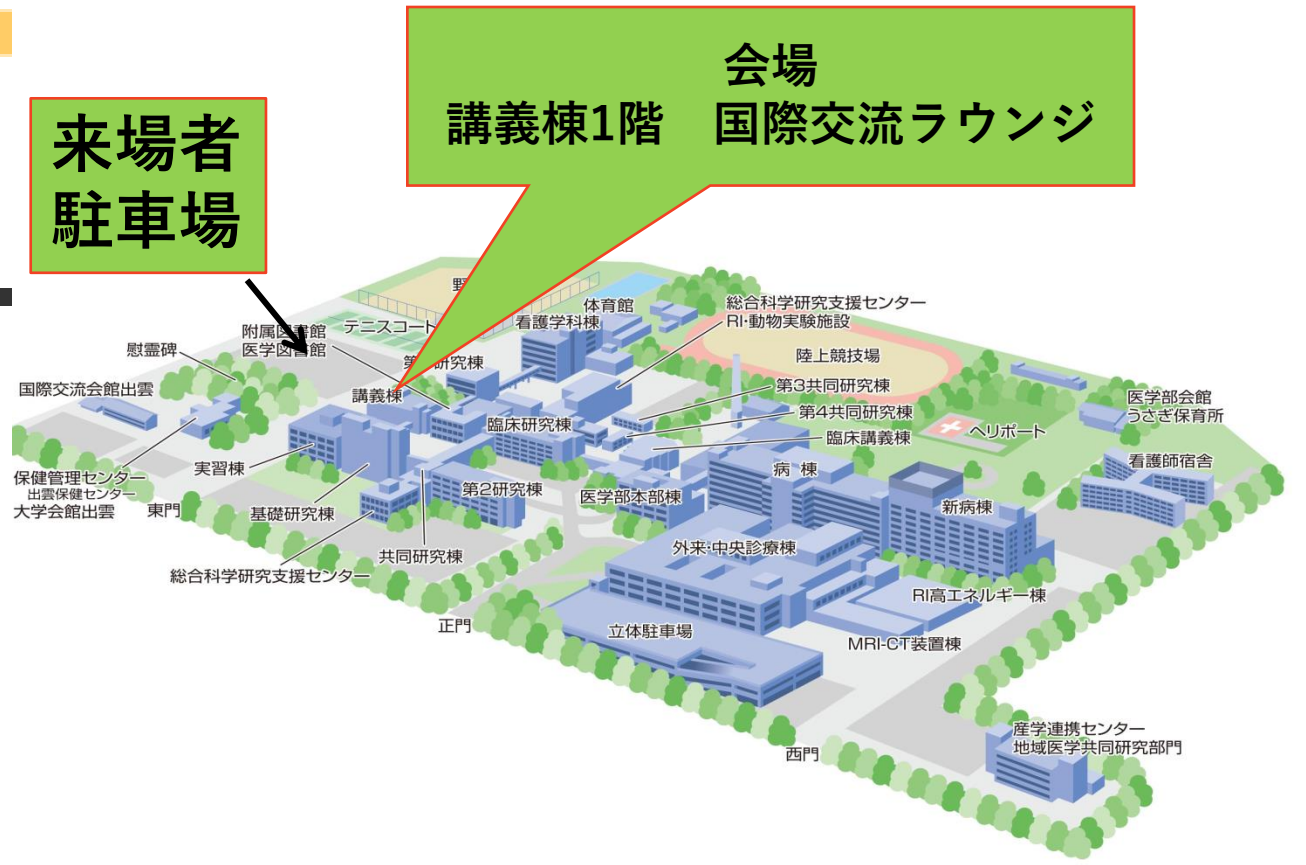 会場
講義棟1階　国際交流ラウンジ
来場者
駐車場
野
体育館
テニスコート
看護学科棟
総合科学研究支援センター
RI・動物実験施設
附属図書館
医学図書館
慰霊碑
研究棟
陸上競技場
国際交流会館出雲
講義棟
第3共同研究棟
第4共同研究棟
臨床研究棟
臨床講義棟
ヘリポート
医学部会館
うさぎ保育所
実習棟
病棟
看護師宿舎
保健管理センター
出雲保健センター
大学会館出雲
東門
基礎研究棟
第2研究棟
医学部本部棟
新病棟
共同研究棟
外来・中央診療棟
総合科学研究支援センター
RI高エネルギー棟
正門
立体駐車場
MRI-CT装置棟
西門
産学連携センター
地域医学共同研究部門